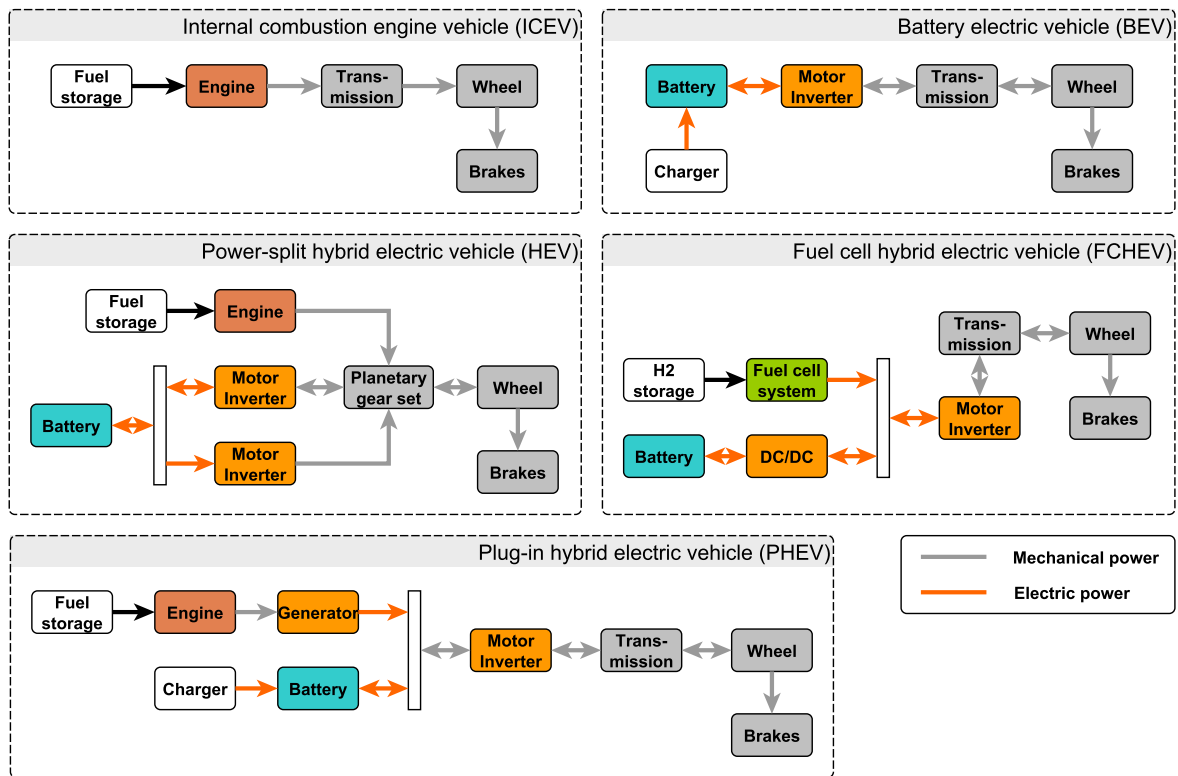 Internal combustion engine vehicle (ICEV)
Fuel
storage
Engine
Trans-
mission
Wheel
Brakes
Battery electric vehicle (BEV)
Battery
Motor
Inverter
Trans-
mission
Wheel
Charger
Brakes
Power-split hybrid electric vehicle (HEV)
Fuel
storage
Engine
Battery
Motor
Inverter
Planetary
gear set
Wheel
Motor
Inverter
Brakes
Fuel cell hybrid electric vehicle (FCHEV)
Trans-
mission
Wheel
H2
storage
Fuel cell
system
Motor
Inverter
Brakes
Battery
DC/DC
Plug-in hybrid electric vehicle (PHEV)
Fuel
storage
Engine
Generator
Motor
Inverter
Trans-
mission
Wheel
Charger
Battery
Brakes
Mechanical power
Electric power